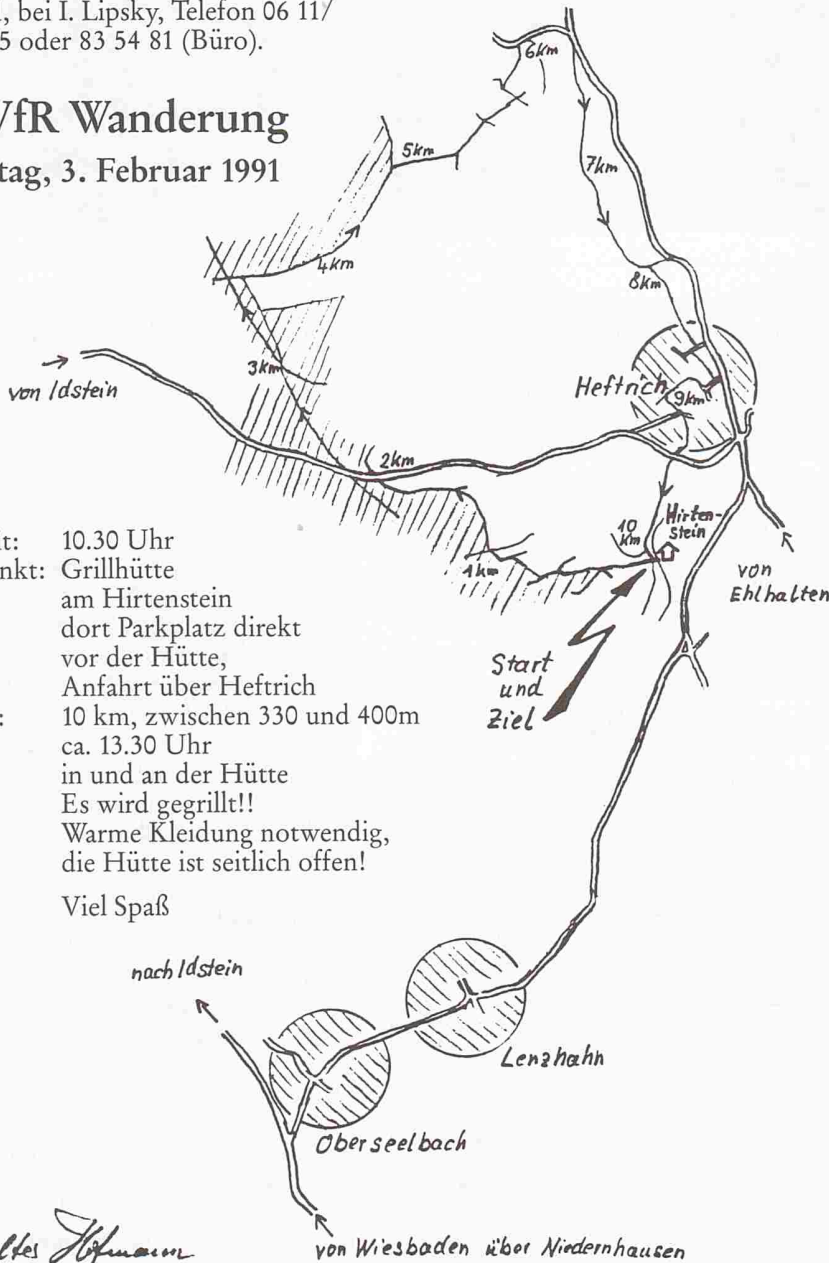 , bei I. Lipsky, Telefon 06 11/
5 oder 83 54 81 (Büro).
VfR Wanderung
tag, 3. Februar 1991
6km
5km
7km
4km
8km
3km
von Idstein
Heftrich
9km
2km
10 km
Hirten-
stein
1km
von
Ehlhalten
t: 10.30 Uhr
nkt: Grillhütte
am Hirtenstein
dort Parkplatz direkt
vor der Hütte,
Anfahrt über Heftrich
: 10 km, zwischen 330 und 400m
ca. 13.30 Uhr
in und an der Hütte
Es wird gegrillt!!
Warme Kleidung notwendig,
die Hütte ist seitlich offen!
Viel Spaß
Start
und
Ziel
nach Idstein
Lenzhahn
Oberseelbach
Hofmann
von Wiesbaden über Niedernhausen